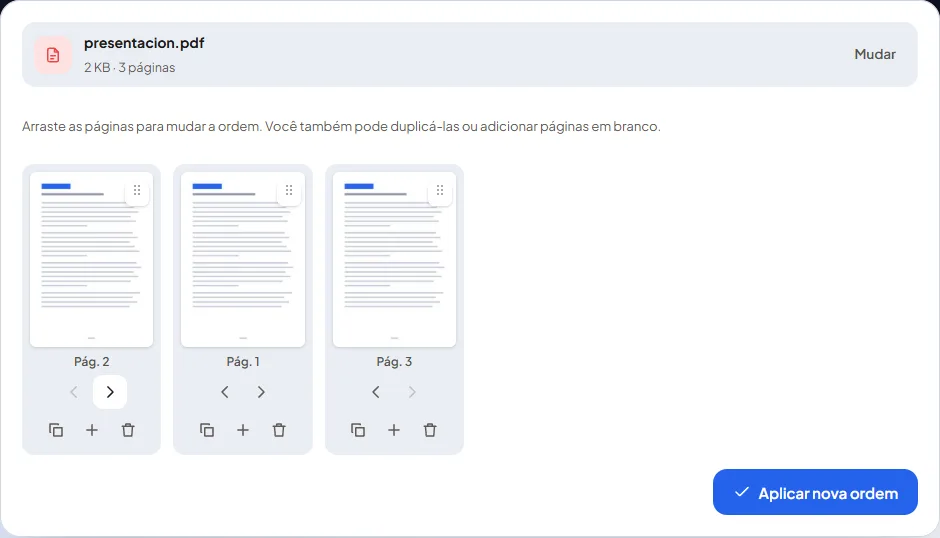 presentacion.pdf
2 KB · 3 páginas
Mudar
Arraste as páginas para mudar a ordem. Você também pode duplicá-las ou adicionar páginas em branco.
Pág. 2
Pág. 1
Pág. 3
Aplicar nova ordem